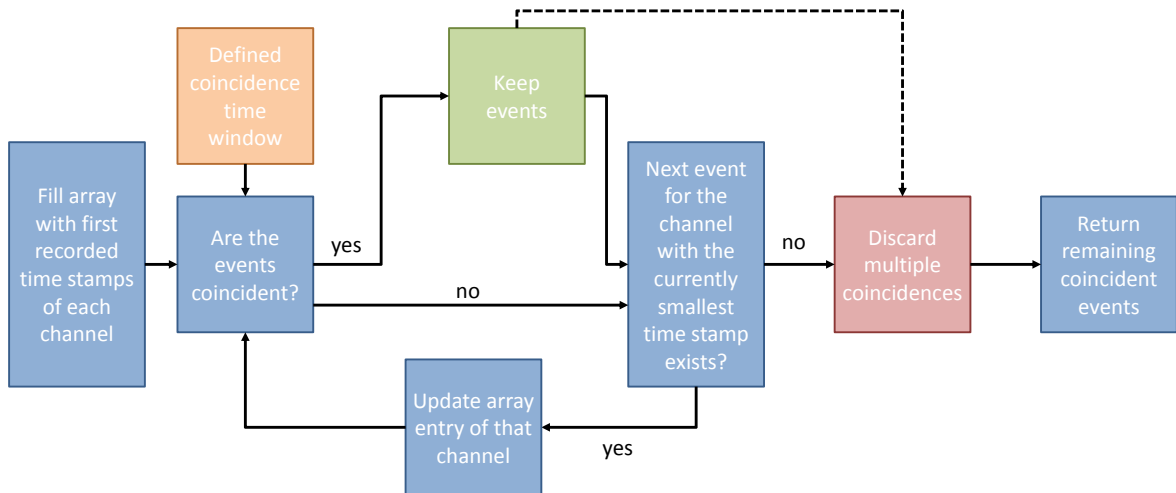 Defined
coincidence
time
window
Keep
events
Fill array
with first
recorded
time stamps
of each
channel
Are the
events
coincident?
yes
no
Next event
for the
channel
with the
currently
smallest
time stamp
exists?
no
Discard
multiple
coincidences
Return
remaining
coincident
events
Update array
entry of that
channel
yes